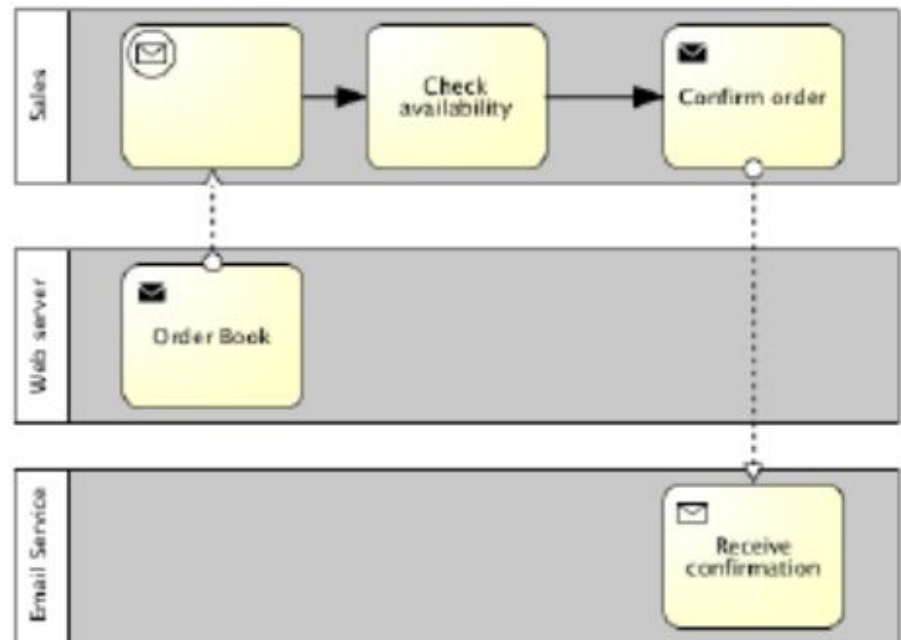 Sales
Check
availability
Confirm order
Web server
Order Book
Email Service
Receive
confirmation